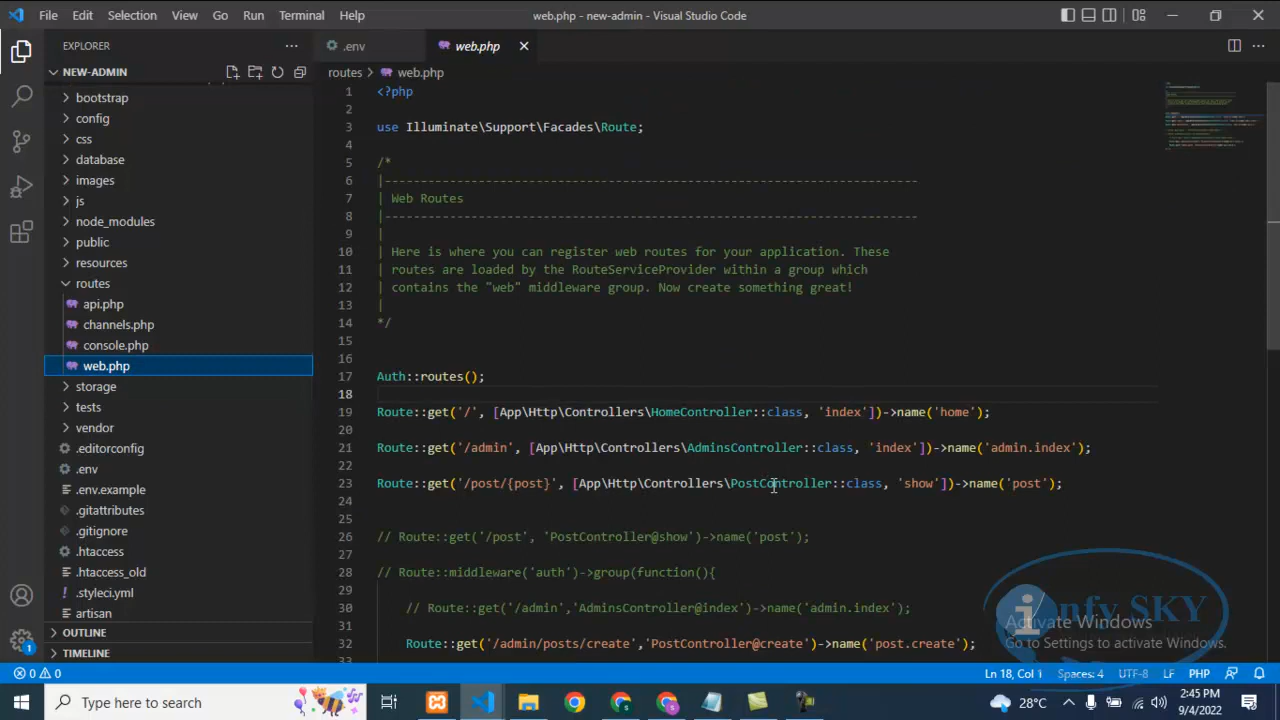 File Edit Selection View Go Run Terminal Help web.php - new-admin - Visual Studio Code
EXPLORER
.env
web.php
NEW-ADMIN
routes > web.php
bootstrap
config
css
database
images
js
node_modules
public
resources
routes
api.php
channels.php
console.php
web.php
storage
tests
vendor
.editorconfig
.env
.env.example
.gitattributes
.gitignore
.htaccess
.htaccess_old
.styleci.yml
artisan
OUTLINE
TIMELINE
1 <?php
2
3 use Illuminate\Support\Facades\Route;
4
5 /*
6 |--------------------------------------------------------------------------
7 | Web Routes
8 |--------------------------------------------------------------------------
9 |
10 | Here is where you can register web routes for your application. These
11 | routes are loaded by the RouteServiceProvider within a group which
12 | contains the "web" middleware group. Now create something great!
13 |
14 */
15
16
17 Auth::routes();
18
19 Route::get('/', [App\Http\Controllers\HomeController::class, 'index'])->name('home');
20
21 Route::get('/admin', [App\Http\Controllers\AdminsController::class, 'index'])->name('admin.index');
22
23 Route::get('/post/{post}', [App\Http\Controllers\PostController::class, 'show'])->name('post');
24
25
26 // Route::get('/post', 'PostController@show')->name('post');
27
28 // Route::middleware('auth')->group(function(){
29
30 // Route::get('/admin','AdminsController@index')->name('admin.index');
31
32 Route::get('/admin/posts/create','PostController@create')->name('post.create');
33
infy SKY
Activate Windows
Go to Settings to activate Windows.
1
0 0 Ln 18, Col 1 Spaces: 4 UTF-8 LF PHP
Type here to search
28°C
2:45 PM
9/4/2022